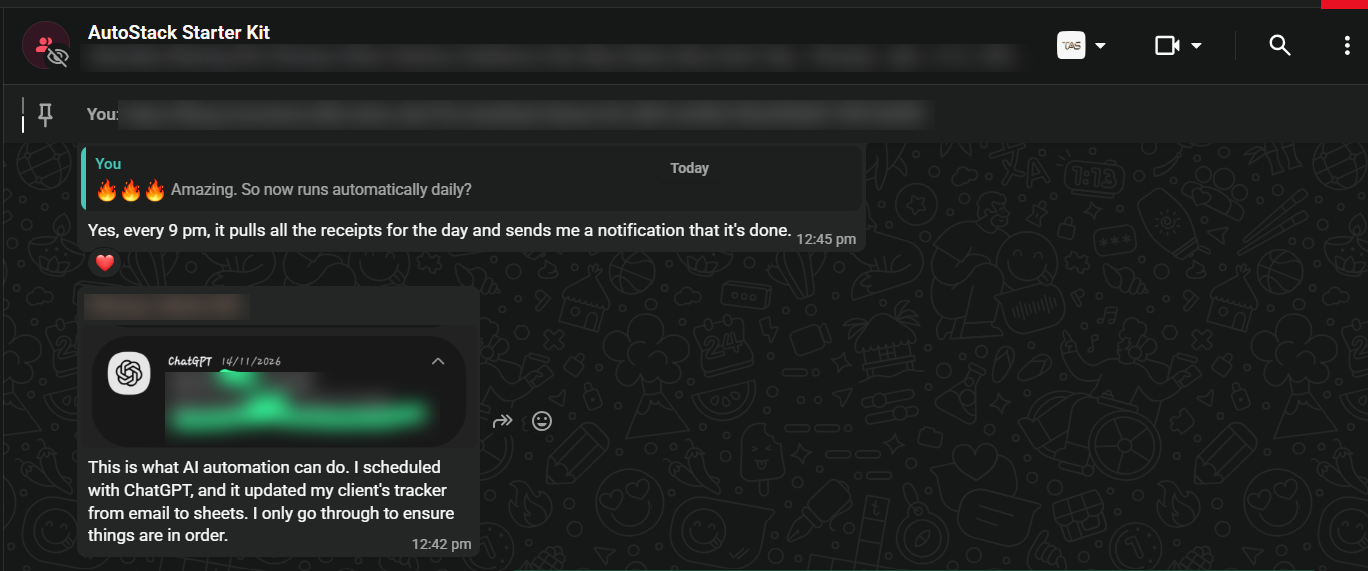 AutoStack Starter Kit
TAS
You:
You
Today
🔥🔥🔥 Amazing. So now runs automatically daily?
Yes, every 9 pm, it pulls all the receipts for the day and sends me a notification that it's done.
12:45 pm
ChatGPT 14/11/2026
This is what AI automation can do. I scheduled
with ChatGPT, and it updated my client's tracker
from email to sheets. I only go through to ensure
things are in order.
12:42 pm